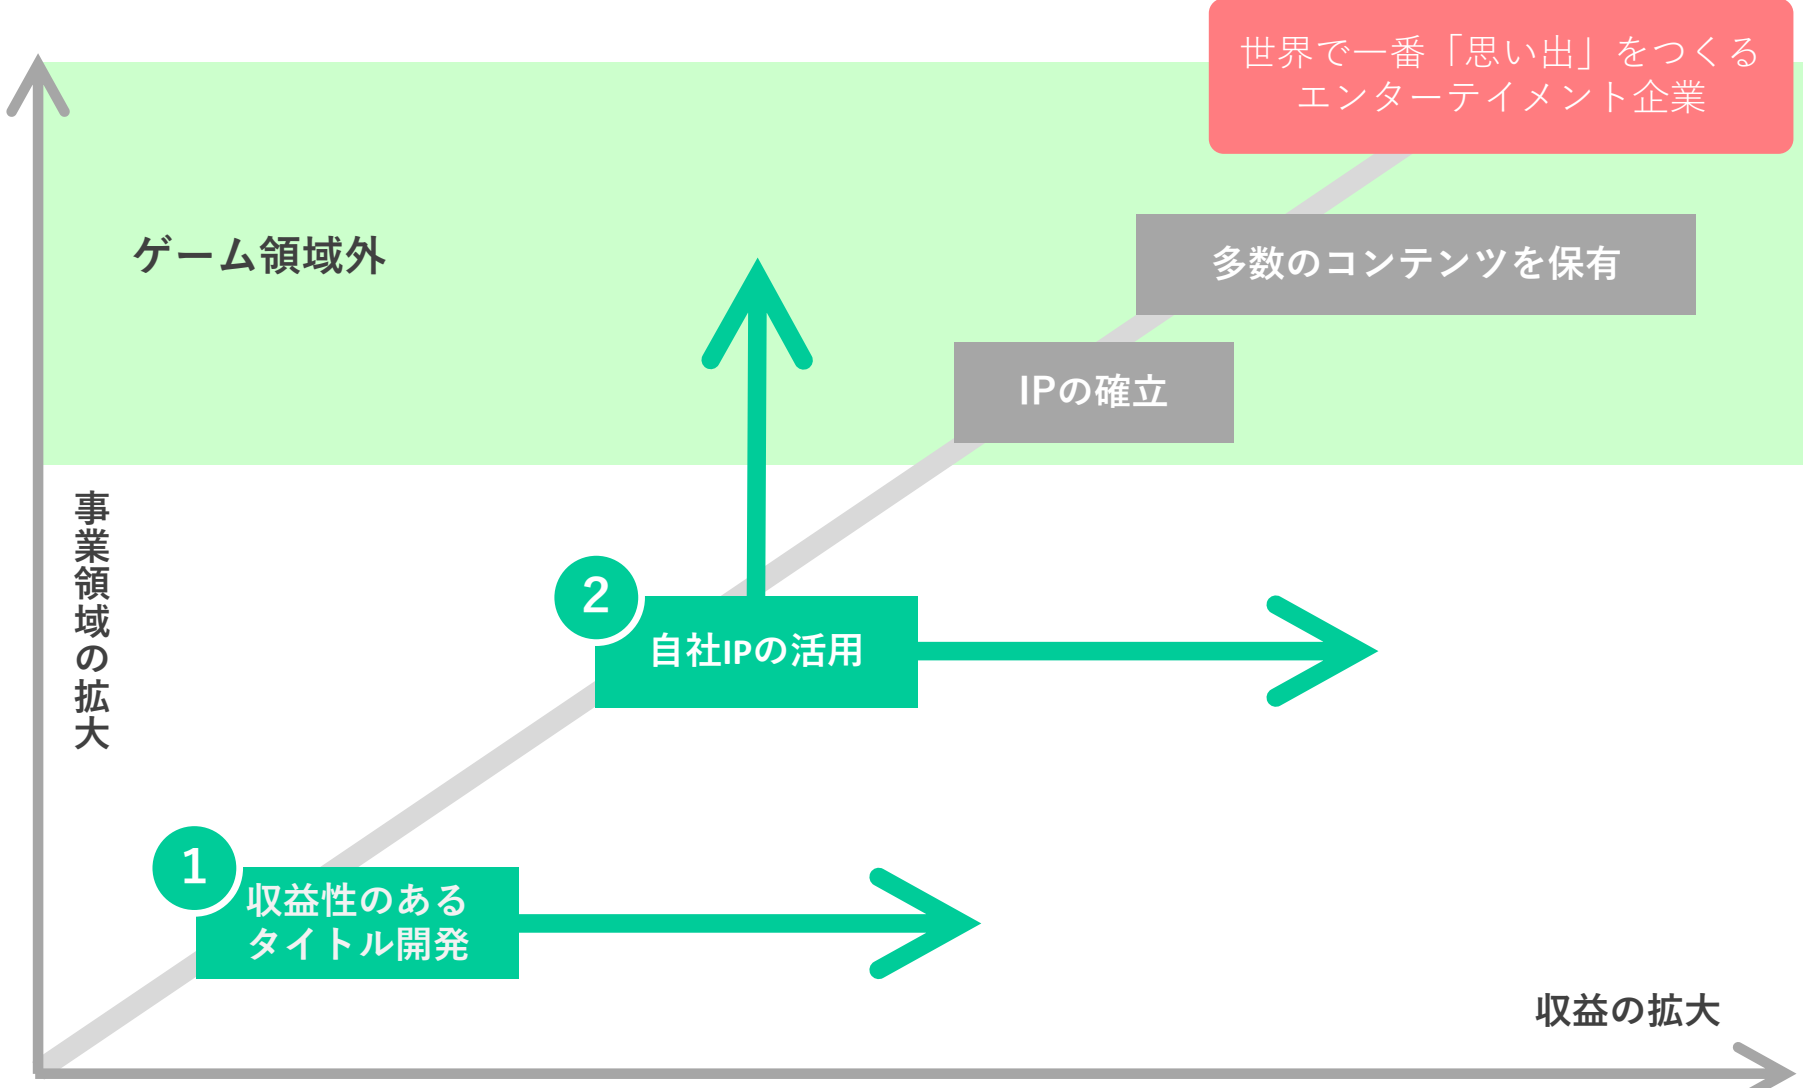 世界で一番「思い出」をつくる
エンターテイメント企業
ゲーム領域外
多数のコンテンツを保有
IPの確立
事業領域の拡大
2
自社IPの活用
1
収益性のある
タイトル開発
収益の拡大